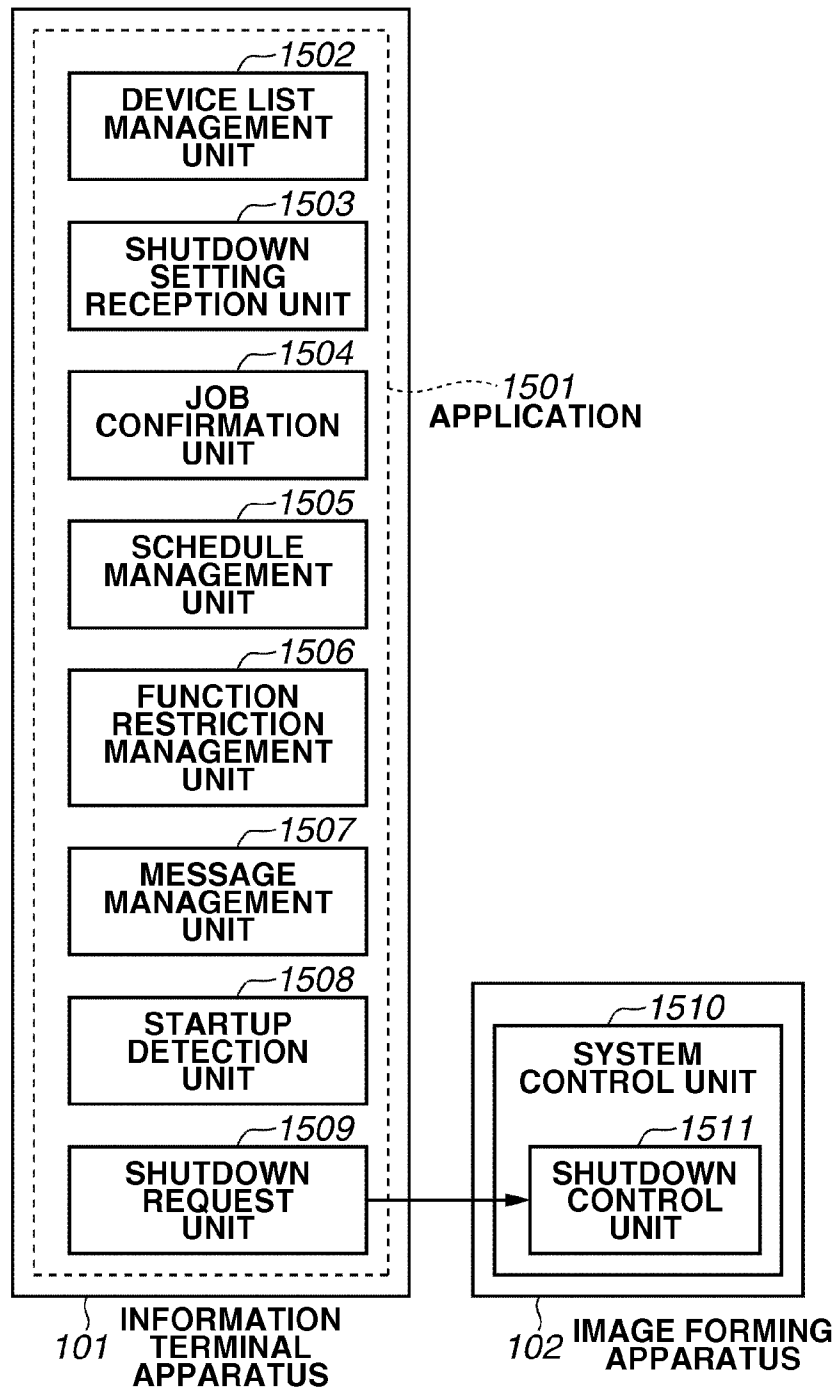 1502
DEVICE LIST
MANAGEMENT
UNIT
1503
SHUTDOWN
SETTING
RECEPTION UNIT
1504
JOB
CONFIRMATION
UNIT
1501
APPLICATION
1505
SCHEDULE
MANAGEMENT
UNIT
1506
FUNCTION
RESTRICTION
MANAGEMENT
UNIT
1507
MESSAGE
MANAGEMENT
UNIT
1508
STARTUP
DETECTION
UNIT
1509
SHUTDOWN
REQUEST
UNIT
1510
SYSTEM
CONTROL UNIT
1511
SHUTDOWN
CONTROL
UNIT
101 INFORMATION
TERMINAL
APPARATUS
102 IMAGE FORMING
APPARATUS